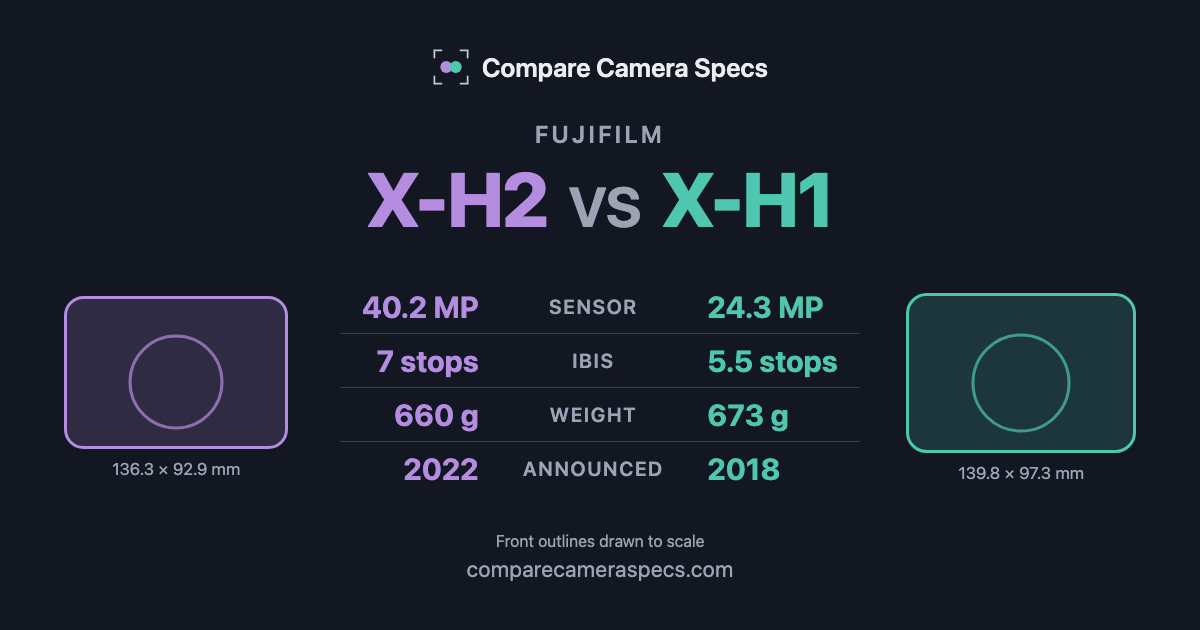 Compare Camera Specs
FUJIFILM
X-H2 VS X-H1
40.2 MP SENSOR 24.3 MP
7 stops IBIS 5.5 stops
660 g WEIGHT 673 g
2022 ANNOUNCED 2018
136.3 × 92.9 mm
139.8 × 97.3 mm
Front outlines drawn to scale
comparecameraspecs.com